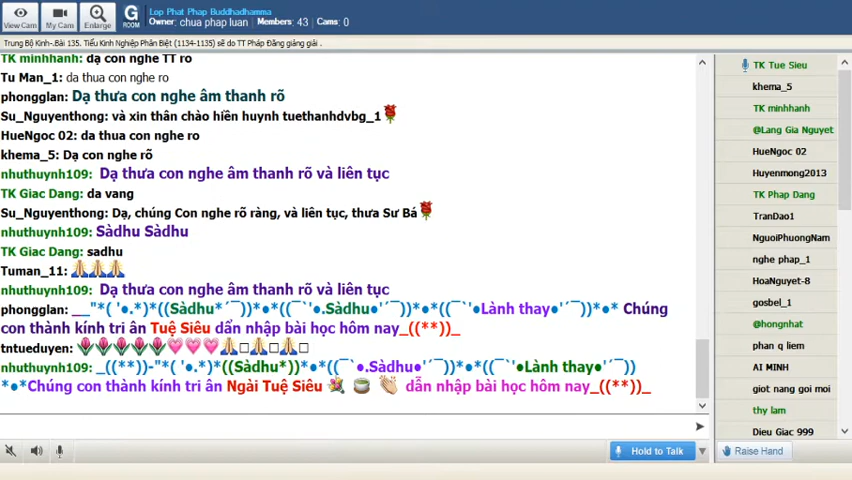 View Cam
My Cam
Enlarge
G
ROOM
Lop Phat Phap Buddhadhamma
Owner: chua phap luan Members: 43 Cams: 0
Trung Bộ Kinh-.Bài 135. Tiểu Kinh Nghiệp Phân Biệt (1134-1135) sẽ do TT Pháp Đăng giảng giải .
TK minhhanh: dạ con nghe TT ro
Tu Man_1: da thua con nghe ro
phongglan: Dạ thưa con nghe âm thanh rõ
Su_Nguyenthong: và xin thân chào hiền huynh tuethanhdvbg_1🌹
HueNgoc 02: da thua con nghe ro
khema_5: Dạ con nghe rõ
nhuthuynh109: Dạ thưa con nghe âm thanh rõ và liên tục
TK Giac Dang: da vang
Su_Nguyenthong: Dạ, chúng Con nghe rõ ràng, và liên tục, thưa Sư Bá🌹
nhuthuynh109: Sàdhu Sàdhu
TK Giac Dang: sadhu
Tuman_11: 🙏🙏🙏
nhuthuynh109: Dạ thưa con nghe âm thanh rõ và liên tục
phongglan: __"*( '●.*)*((Sàdhu*´¯))*●*((¯`'●.Sàdhu●'´¯))*●*((¯`'●Lành thay●'´¯))*●* Chúng
con thành kính tri ân Tuệ Siêu dẫn nhập bài học hôm nay_((**))_
tntueduyen: 🌷🌷🌷🌷🌷💗💗💗🙏□🙏□🙏□
nhuthuynh109: _((**))-"*( '●.*)*((Sàdhu*))*●*((¯`●.Sàdhu●'´¯))*●*((¯`'●Lành thay●'´¯))
*●*Chúng con thành kính tri ân Ngài Tuệ Siêu 💐 🍵 👏 dẫn nhập bài học hôm nay_((**))_
Hold to Talk
TK Tue Sieu
khema_5
TK minhhanh
@Lang Gia Nguyet
HueNgoc 02
Huyenmong2013
TK Phap Dang
TranDao1
NguoiPhuongNam
nghe phap_1
HoaNguyet-8
gosbel_1
@hongnhat
phan q liem
AI MINH
giot nang goi moi
thy lam
Dieu Giac 999
Raise Hand